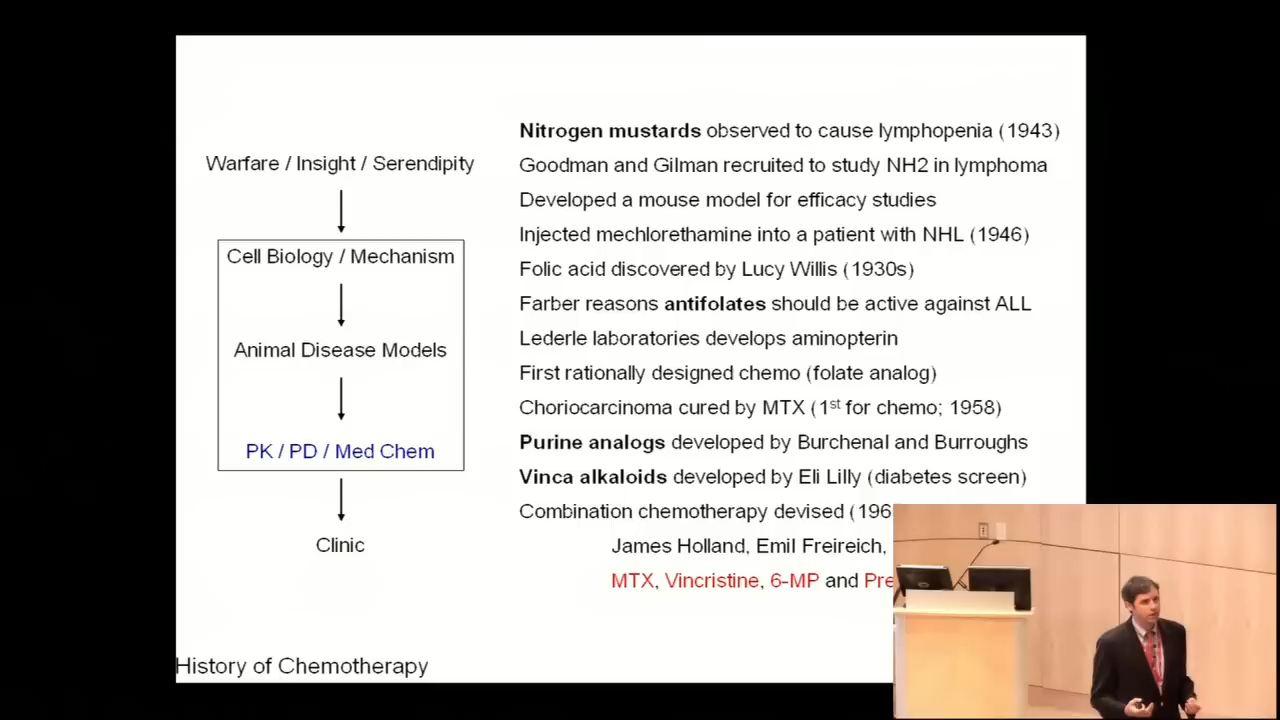 Nitrogen mustards observed to cause lymphopenia (1943)
Goodman and Gilman recruited to study NH2 in lymphoma
Developed a mouse model for efficacy studies
Injected mechlorethamine into a patient with NHL (1946)
Folic acid discovered by Lucy Willis (1930s)
Farber reasons antifolates should be active against ALL
Lederle laboratories develops aminopterin
First rationally designed chemo (folate analog)
Choriocarcinoma cured by MTX (1st for chemo; 1958)
Purine analogs developed by Burchenal and Burroughs
Vinca alkaloids developed by Eli Lilly (diabetes screen)
Combination chemotherapy devised (196
James Holland, Emil Freireich,
MTX, Vincristine, 6-MP and Pre
Warfare / Insight / Serendipity
Cell Biology / Mechanism
Animal Disease Models
PK / PD / Med Chem
Clinic
History of Chemotherapy